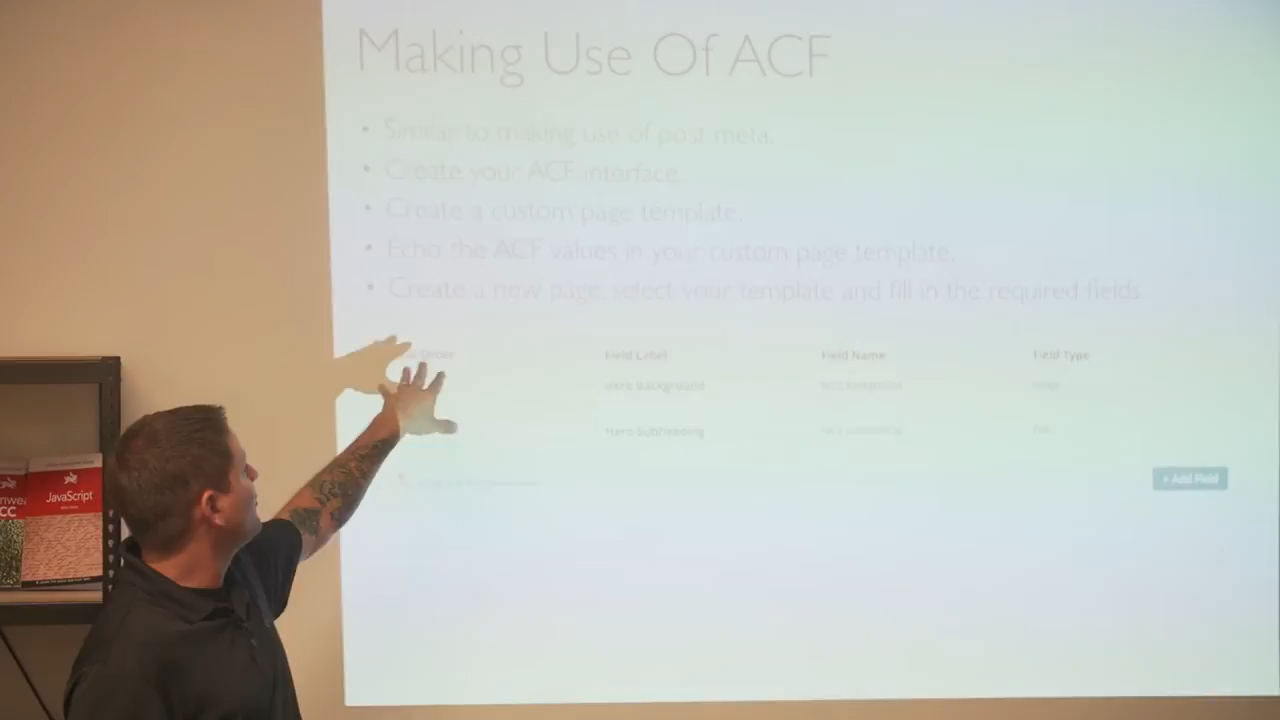 Making Use Of ACF
• Similar to making use of post meta.
• Create your ACF interface.
• Create a custom page template.
• Echo the ACF values in your custom page template.
• Create a new page, select your template and fill in the required fields.
Field Label Field Name Field Type
Hero Background
Hero Subheading
+ Add Field
JavaScript
CC